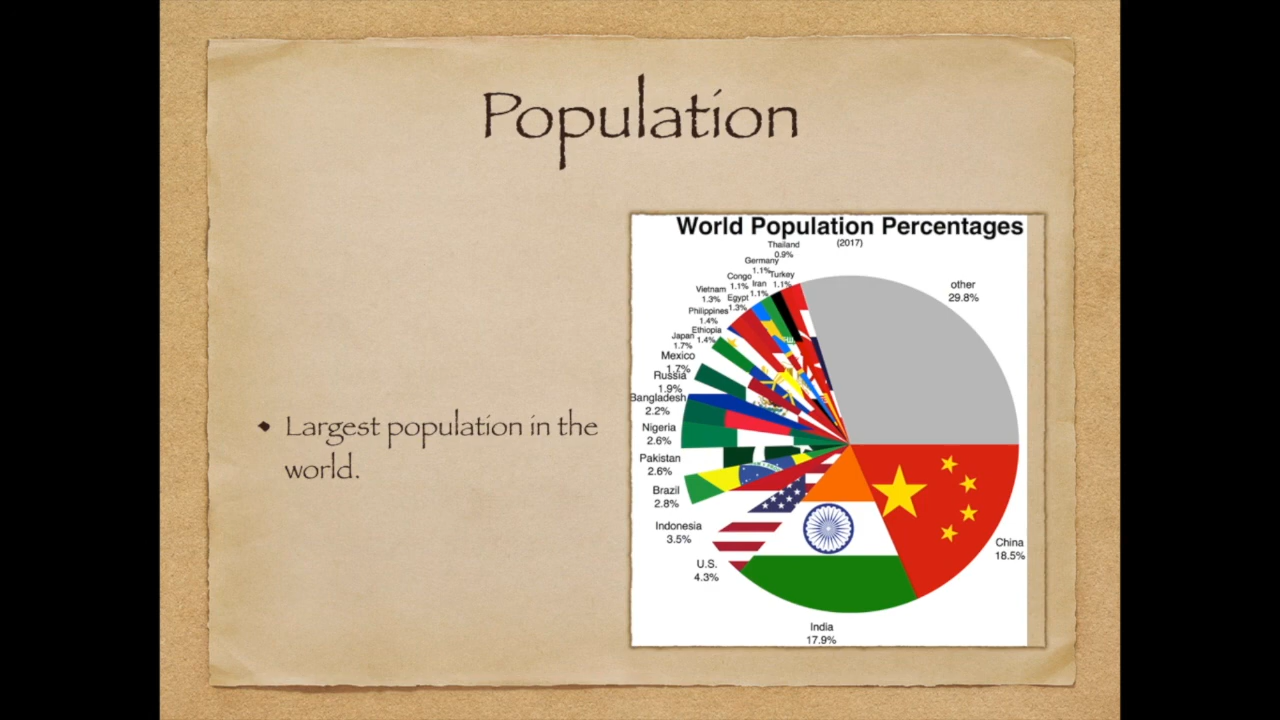 Population
• Largest population in the
world.
World Population Percentages
(2017)
Thailand
0.9%
Germany
1.1%
Turkey
1.1%
Congo
1.1%
Iran
1.1%
Vietnam
1.3%
Egypt
1.3%
Philippines
1.4%
Ethiopia
1.4%
Japan
1.7%
Mexico
1.7%
Russia
1.9%
Bangladesh
2.2%
Nigeria
2.6%
Pakistan
2.6%
Brazil
2.8%
Indonesia
3.5%
U.S.
4.3%
India
17.9%
China
18.5%
other
29.8%